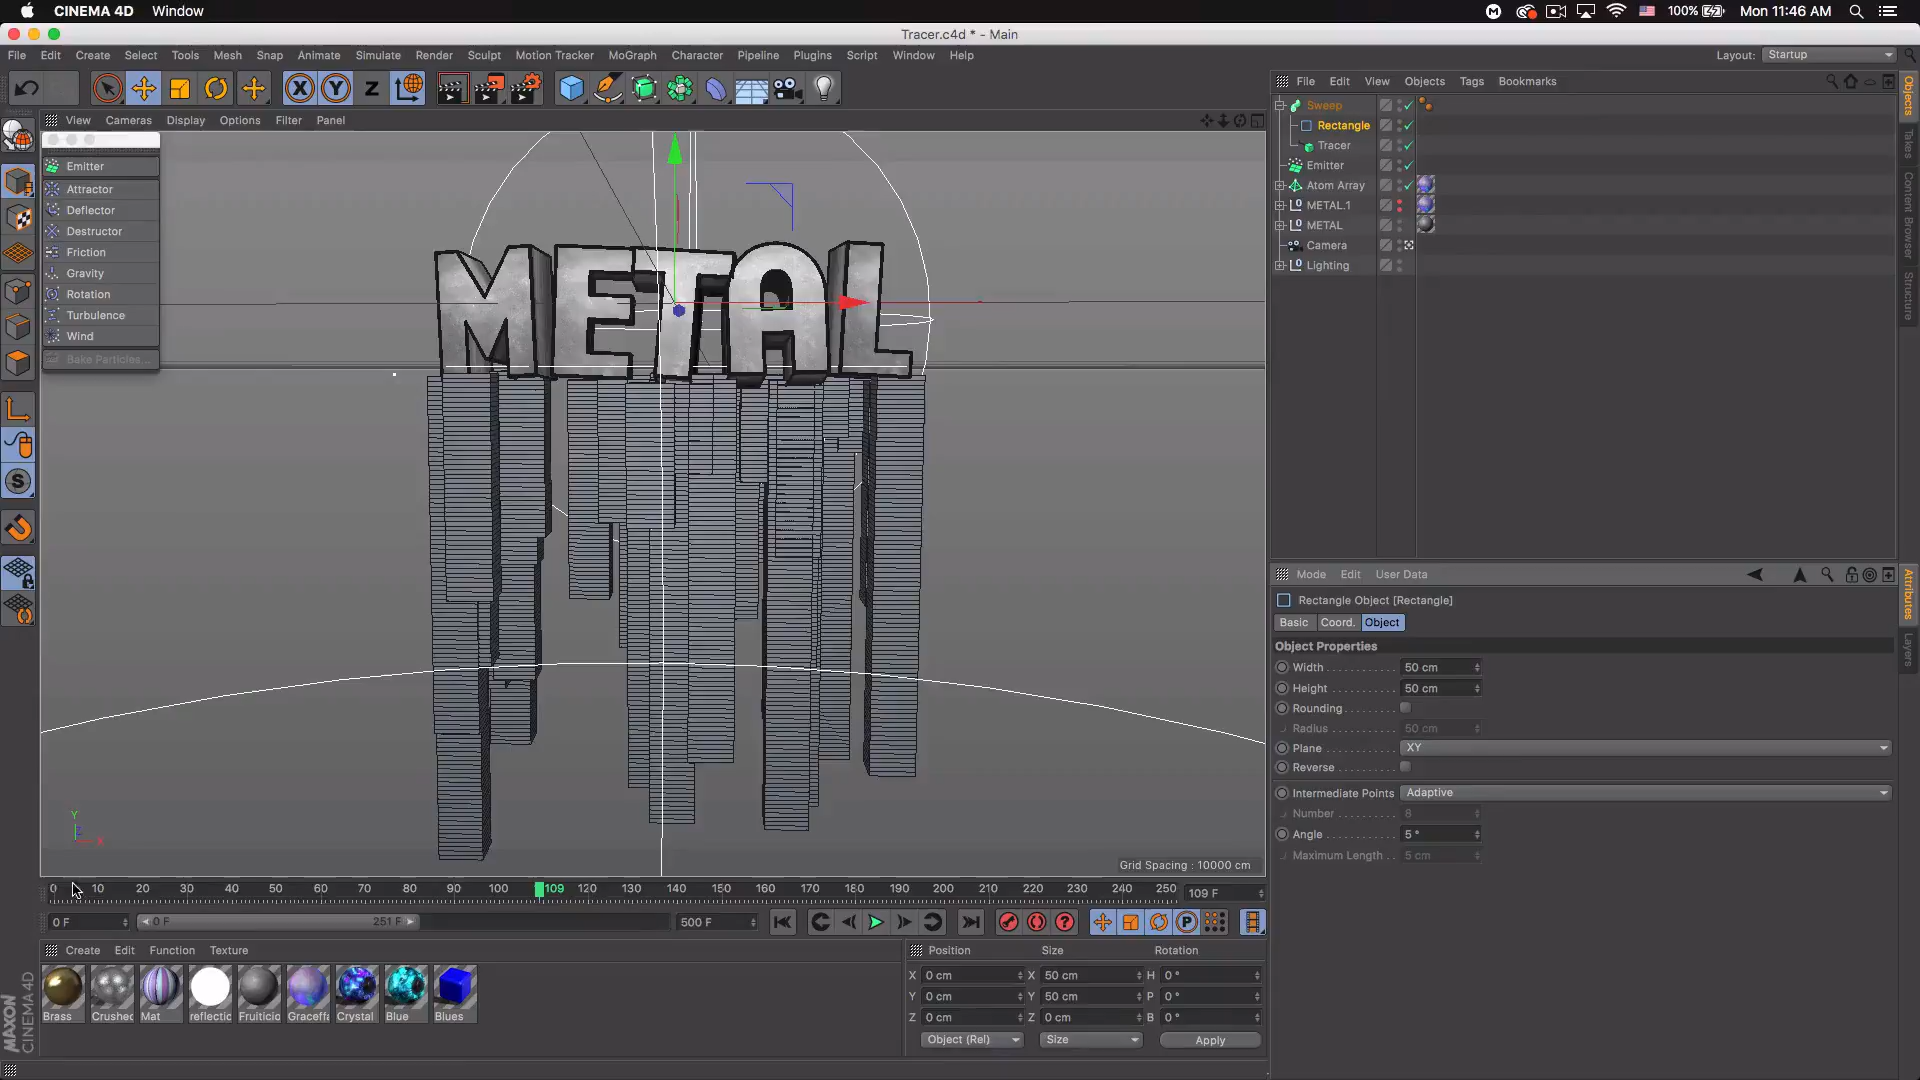 CINEMA 4D Window
100% Mon 11:46 AM
Tracer.c4d * - Main
File Edit Create Select Tools Mesh Snap Animate Simulate Render Sculpt Motion Tracker MoGraph Character Pipeline Plugins Script Window Help
Layout: Startup
File Edit View Objects Tags Bookmarks
View Cameras Display Options Filter Panel
Emitter
Attractor
Deflector
Destructor
Friction
Gravity
Rotation
Turbulence
Wind
Bake Particles...
METAL
Y
X
Grid Spacing : 10000 cm
Sweep
Rectangle
Tracer
Emitter
Atom Array
METAL.1
METAL
Camera
Lighting
Objects
Takes
Content Browser
Structure
Mode Edit User Data
Rectangle Object [Rectangle]
Basic Coord. Object
Object Properties
Width 50 cm
Height 50 cm
Rounding
Radius 50 cm
Plane XY
Reverse
Intermediate Points Adaptive
Number 8
Angle 5 °
Maximum Length 5 cm
Attributes
Layers
0 10 20 30 40 50 60 70 80 90 109 120 130 140 150 160 170 180 190 200 210 220 230 240 250 109 F
0 F 0 F 251 F 500 F
Create Edit Function Texture
Brass Crushed Mat reflectic Fruiticio Graceffa Crystal Blue Blues
Position Size Rotation
X 0 cm X 50 cm H 0 °
Y 0 cm Y 50 cm P 0 °
Z 0 cm Z 0 cm B 0 °
Object (Rel) Size Apply
MAXON
CINEMA 4D